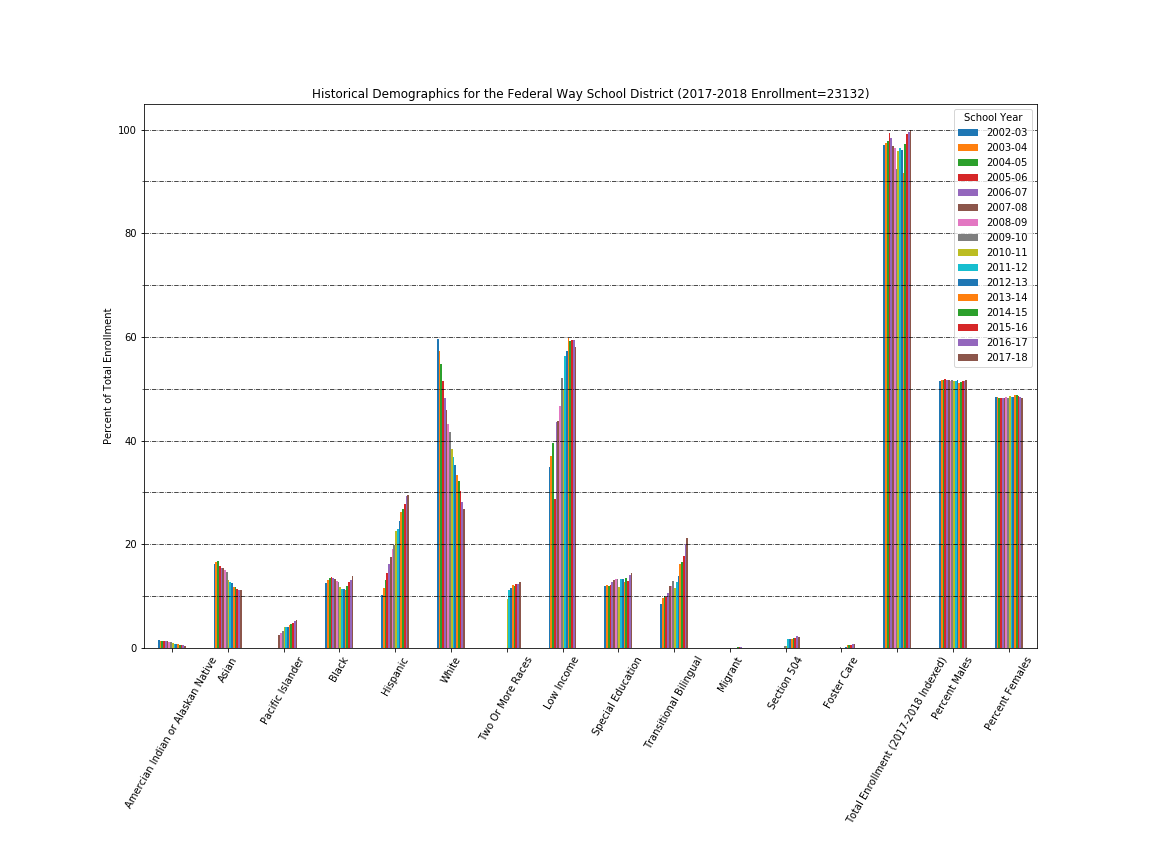 Historical Demographics for the Federal Way School District (2017-2018 Enrollment=23132)
Percent of Total Enrollment
100
80
60
40
20
0
School Year
2002-03
2003-04
2004-05
2005-06
2006-07
2007-08
2008-09
2009-10
2010-11
2011-12
2012-13
2013-14
2014-15
2015-16
2016-17
2017-18
Amercian Indian or Alaskan Native
Asian
Pacific Islander
Black
Hispanic
White
Two Or More Races
Low Income
Special Education
Transitional Bilingual
Migrant
Section 504
Foster Care
Total Enrollment (2017-2018 Indexed)
Percent Males
Percent Females